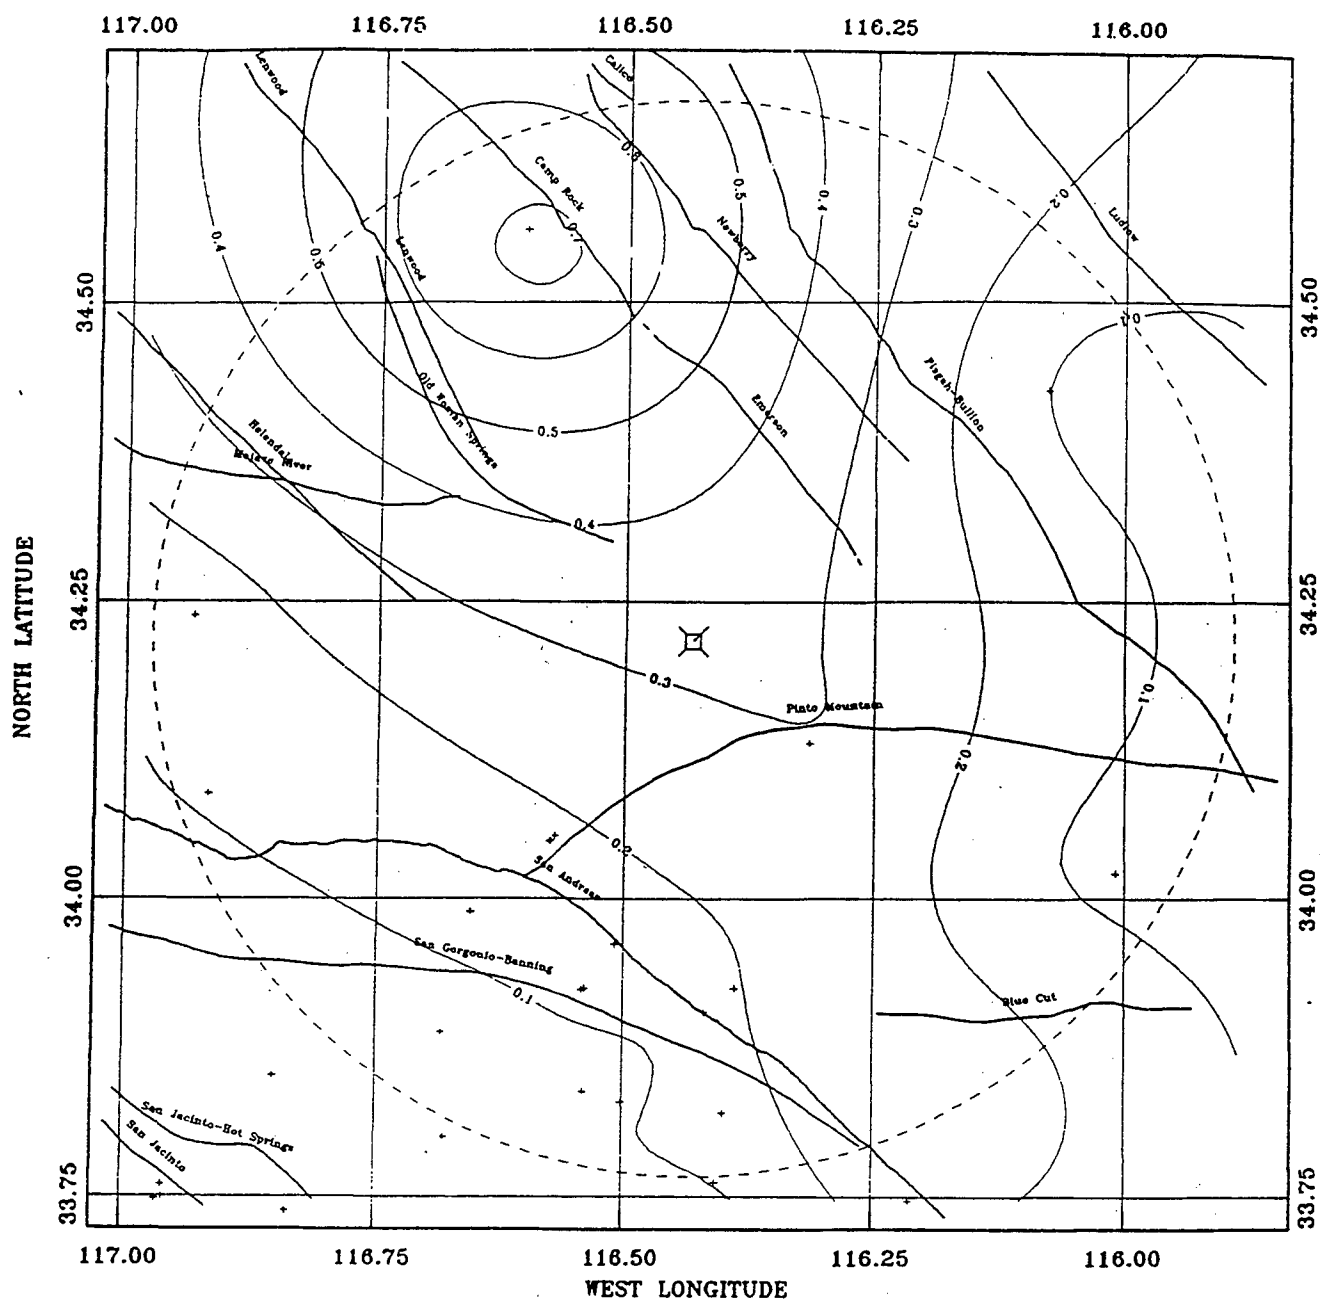 117.00 116.75 116.50 116.25 116.00
Lenwood
Calico
0.6
Camp Rock
0.5
0.4
0.3
0.2
Ludlow
0.7
Newberry
0.4
0.5
Lenwood
34.50
34.50
0.1
Pisgah-Bullion
Old Woman Springs
Emerson
0.5
Helendale
0.4
NORTH LATITUDE
34.25
34.25
0.3
0.1
Pinto Mountain
0.2
0.2
San Andreas
34.00
34.00
San Gorgonio-Banning
0.1
Blue Cut
San Jacinto-Hot Springs
San Jacinto
33.75
33.75
117.00 116.75 116.50 116.25 116.00
WEST LONGITUDE